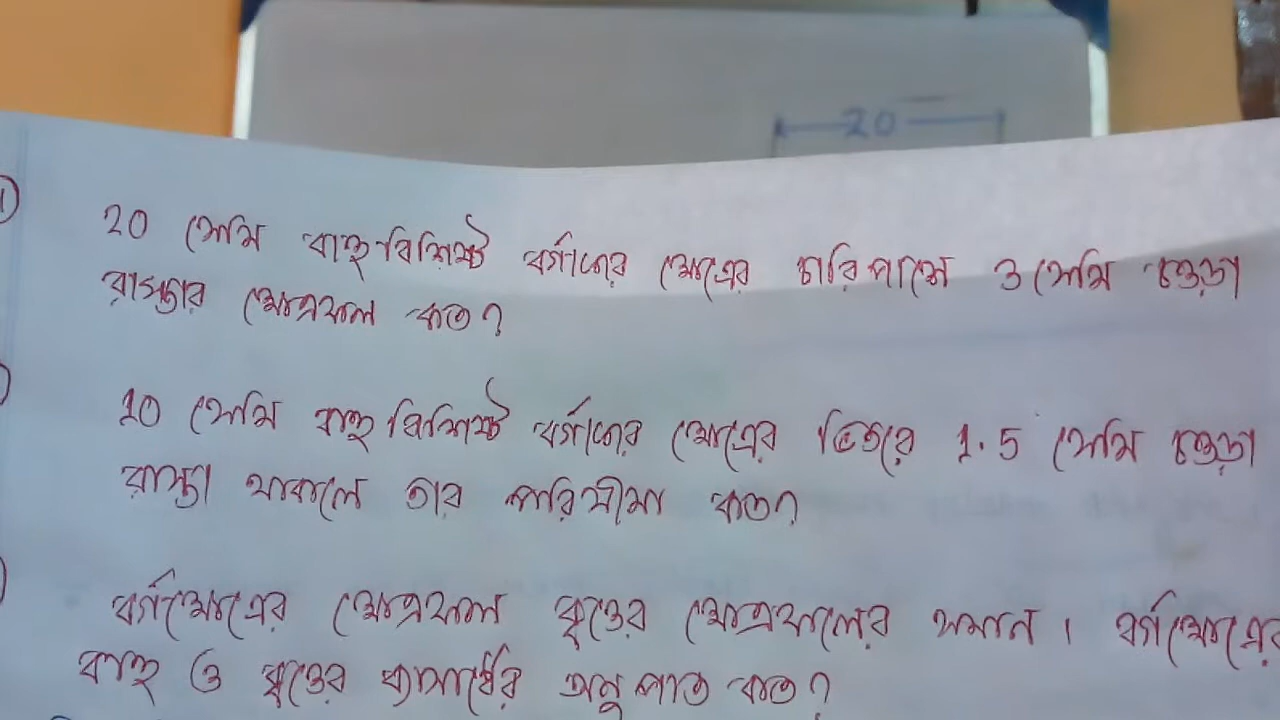 20
1
20 সেমি বাহুবিশিষ্ট বর্গাকার ক্ষেত্রের চারিপাশে 3 সেমি চওড়া
রাস্তার ক্ষেত্রফল কত?
10 সেমি বাহুবিশিষ্ট বর্গাকার ক্ষেত্রের ভিতরে 1.5 সেমি চওড়া
রাস্তা থাকলে তার পরিসীমা কত?
বর্গক্ষেত্রের ক্ষেত্রফল বৃত্তের ক্ষেত্রফলের সমান। বর্গক্ষেত্রের
বাহু ও বৃত্তের ব্যাসার্ধের অনুপাত কত?